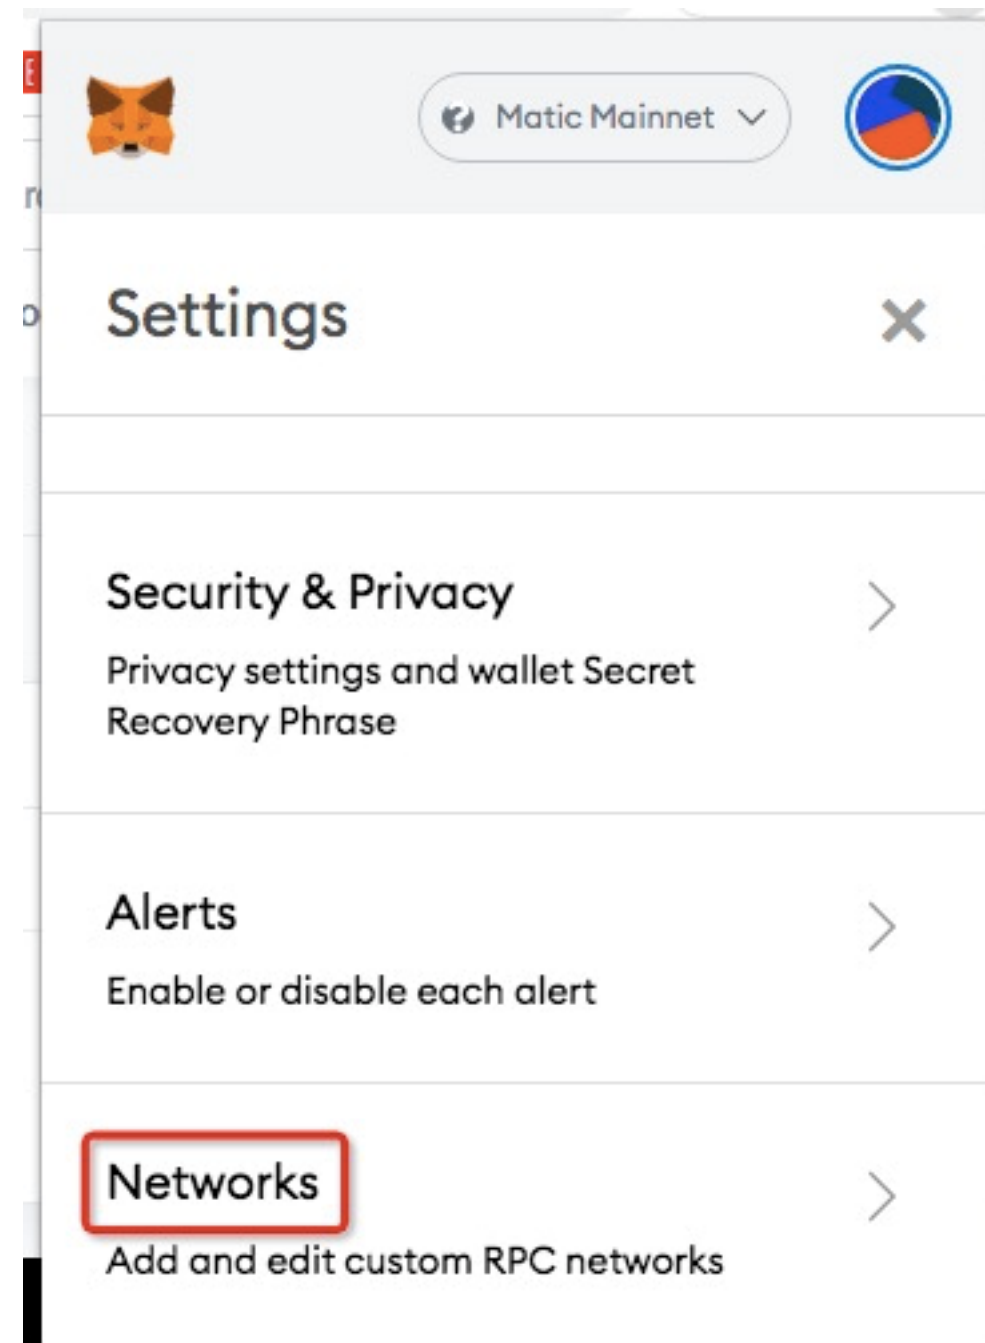 Matic Mainnet
Settings
Security & Privacy
Privacy settings and wallet Secret
Recovery Phrase
Alerts
Enable or disable each alert
Networks
Add and edit custom RPC networks